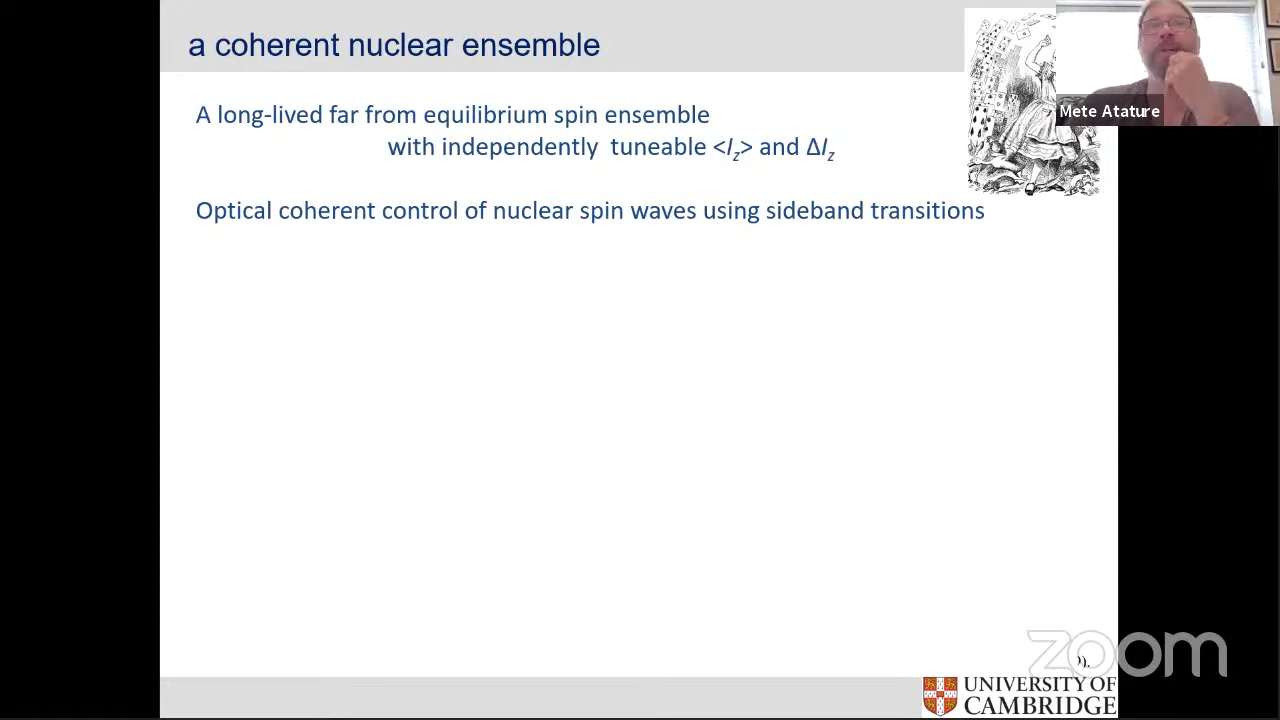 a coherent nuclear ensemble
Mete Atature
A long-lived far from equilibrium spin ensemble
with independently tuneable <Iz> and ΔIz
Optical coherent control of nuclear spin waves using sideband transitions
zoom
UNIVERSITY OF
CAMBRIDGE